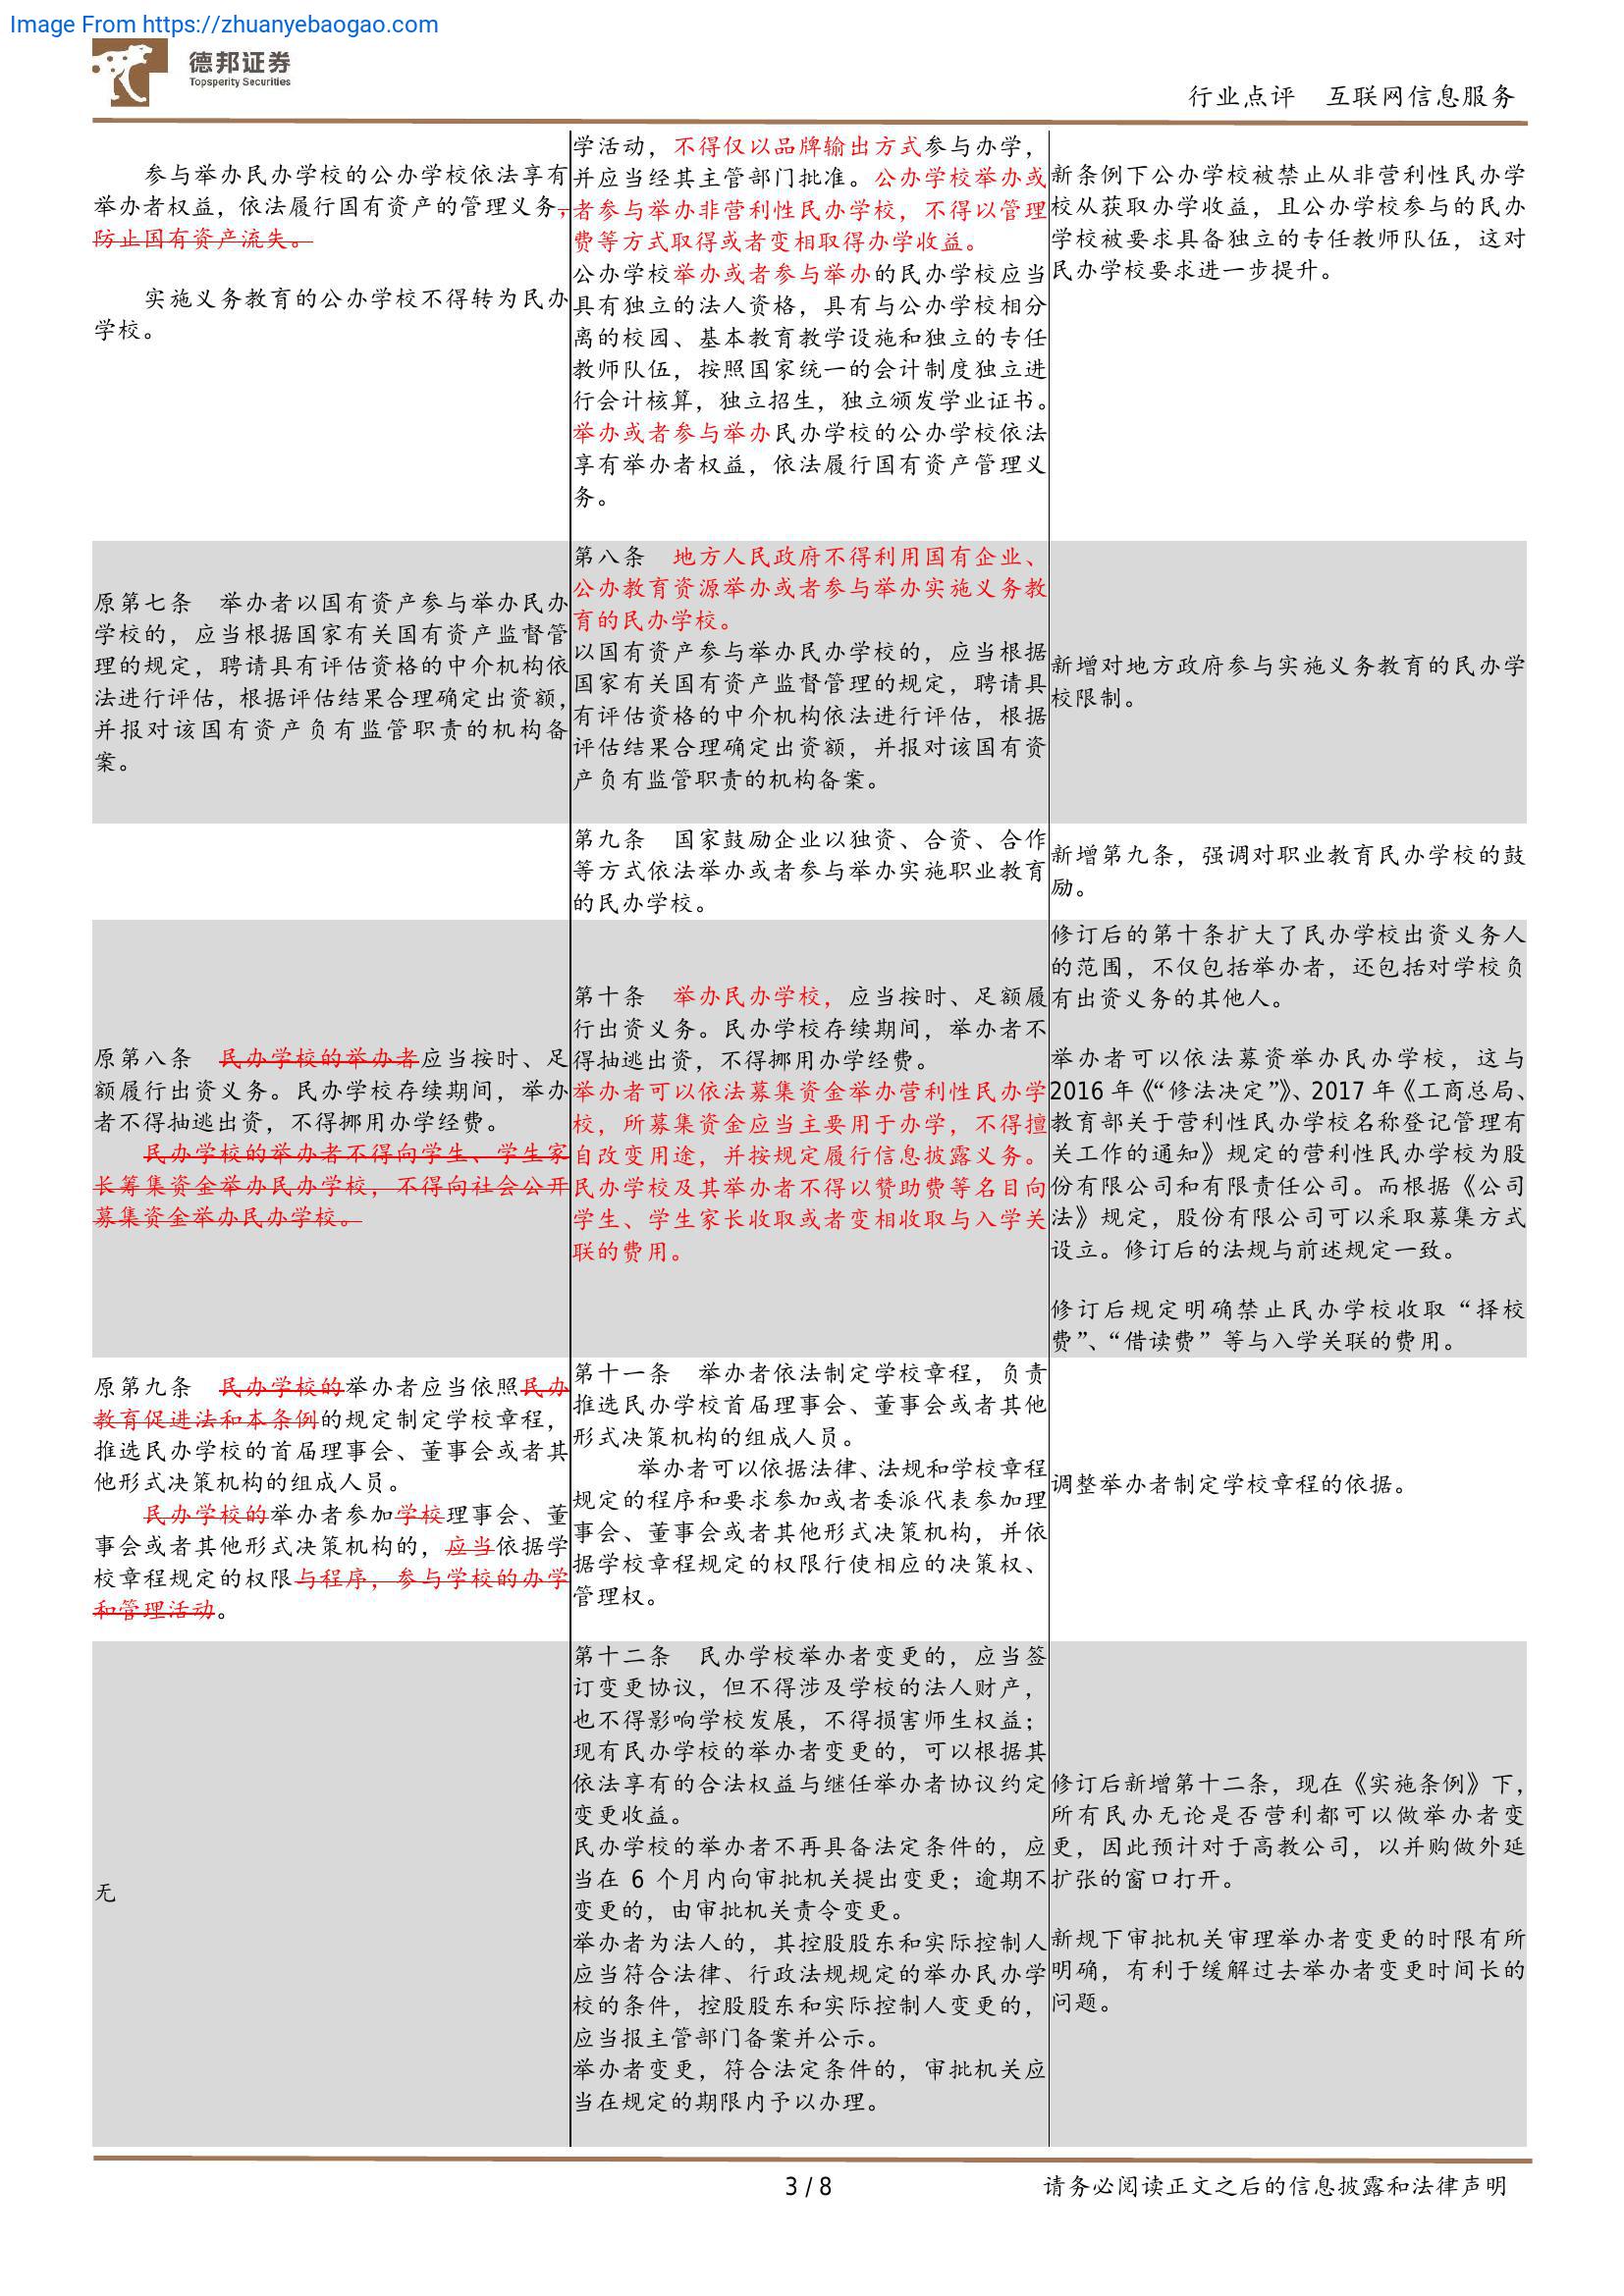 Image From https://zhuanyebaogao.com
德邦证券
Topsperity Securities
行业点评 互联网信息服务
参与举办民办学校的公办学校依法享有
举办者权益，依法履行国有资产的管理义务，
防止国有资产流失。
实施义务教育的公办学校不得转为民办
学校。
学活动，不得仅以品牌输出方式参与办学，
并应当经其主管部门批准。公办学校举办或
者参与举办非营利性民办学校，不得以管理
费等方式取得或者变相取得办学收益。
公办学校举办或者参与举办的民办学校应当
具有独立的法人资格，具有与公办学校相分
离的校园、基本教育教学设施和独立的专任
教师队伍，按照国家统一的会计制度独立进
行会计核算，独立招生，独立颁发学业证书。
举办或者参与举办民办学校的公办学校依法
享有举办者权益，依法履行国有资产管理义
务。
新条例下公办学校被禁止从非营利性民办学
校从获取办学收益，且公办学校参与的民办
学校被要求具备独立的专任教师队伍，这对
民办学校要求进一步提升。
原第七条 举办者以国有资产参与举办民办
学校的，应当根据国家有关国有资产监督管
理的规定，聘请具有评估资格的中介机构依
法进行评估，根据评估结果合理确定出资额，
并报对该国有资产负有监管职责的机构备
案。
第八条 地方人民政府不得利用国有企业、
公办教育资源举办或者参与举办实施义务教
育的民办学校。
以国有资产参与举办民办学校的，应当根据
国家有关国有资产监督管理的规定，聘请具
有评估资格的中介机构依法进行评估，根据
评估结果合理确定出资额，并报对该国有资
产负有监管职责的机构备案。
新增对地方政府参与实施义务教育的民办学
校限制。
第九条 国家鼓励企业以独资、合资、合作
等方式依法举办或者参与举办实施职业教育
的民办学校。
新增第九条，强调对职业教育民办学校的鼓
励。
原第八条 民办学校的举办者应当按时、足
额履行出资义务。民办学校存续期间，举办
者不得抽逃出资，不得挪用办学经费。
民办学校的举办者不得向学生、学生家
长筹集资金举办民办学校，不得向社会公开
募集资金举办民办学校。
第十条 举办民办学校，应当按时、足额履
行出资义务。民办学校存续期间，举办者不
得抽逃出资，不得挪用办学经费。
举办者可以依法募集资金举办营利性民办学
校，所募集资金应当主要用于办学，不得擅
自改变用途，并按规定履行信息披露义务。
民办学校及其举办者不得以赞助费等名目向
学生、学生家长收取或者变相收取与入学关
联的费用。
修订后的第十条扩大了民办学校出资义务人
的范围，不仅包括举办者，还包括对学校负
有出资义务的其他人。
举办者可以依法募资举办民办学校，这与
2016 年《“修法决定”》、2017 年《工商总局、
教育部关于营利性民办学校名称登记管理有
关工作的通知》规定的营利性民办学校为股
份有限公司和有限责任公司。而根据《公司
法》规定，股份有限公司可以采取募集方式
设立。修订后的法规与前述规定一致。
修订后规定明确禁止民办学校收取“择校
费”、“借读费”等与入学关联的费用。
原第九条 民办学校的举办者应当依照民办
教育促进法和本条例的规定制定学校章程，
推选民办学校的首届理事会、董事会或者其
他形式决策机构的组成人员。
民办学校的举办者参加学校理事会、董
事会或者其他形式决策机构的，应当依据学
校章程规定的权限与程序，参与学校的办学
和管理活动。
第十一条 举办者依法制定学校章程，负责
推选民办学校首届理事会、董事会或者其他
形式决策机构的组成人员。
举办者可以依据法律、法规和学校章程
规定的程序和要求参加或者委派代表参加理
事会、董事会或者其他形式决策机构，并依
据学校章程规定的权限行使相应的决策权、
管理权。
调整举办者制定学校章程的依据。
无
第十二条 民办学校举办者变更的，应当签
订变更协议，但不得涉及学校的法人财产，
也不得影响学校发展，不得损害师生权益；
现有民办学校的举办者变更的，可以根据其
依法享有的合法权益与继任举办者协议约定
变更收益。
民办学校的举办者不再具备法定条件的，应
当在 6 个月内向审批机关提出变更；逾期不
变更的，由审批机关责令变更。
举办者为法人的，其控股股东和实际控制人
应当符合法律、行政法规规定的举办民办学
校的条件，控股股东和实际控制人变更的，
应当报主管部门备案并公示。
举办者变更，符合法定条件的，审批机关应
当在规定的期限内予以办理。
修订后新增第十二条，现在《实施条例》下，
所有民办无论是否营利都可以做举办者变
更，因此预计对于高教公司，以并购做外延
扩张的窗口打开。
新规下审批机关审理举办者变更的时限有所
明确，有利于缓解过去举办者变更时间长的
问题。
3 / 8
请务必阅读正文之后的信息披露和法律声明